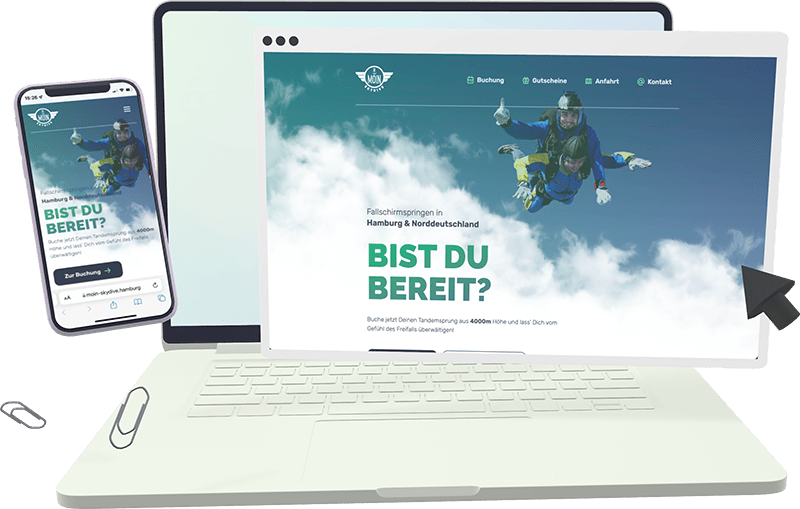 16:26
MOIN
SKYDIVE
Fallschirmspringen in
Hamburg & Norddeutschland
BIST DU
BEREIT?
Buche jetzt Deinen Tandemsprung aus 4000m
Höhe und lass' Dich vom Gefühl des Freifalls
überwältigen!
Zur Buchung →
AA
moin-skydive.hamburg
MOIN
SKYDIVE
Buchung
Gutscheine
Anfahrt
Kontakt
Fallschirmspringen in
Hamburg & Norddeutschland
BIST DU
BEREIT?
Buche jetzt Deinen Tandemsprung aus 4000m Höhe und lass' Dich vom
Gefühl des Freifalls überwältigen!